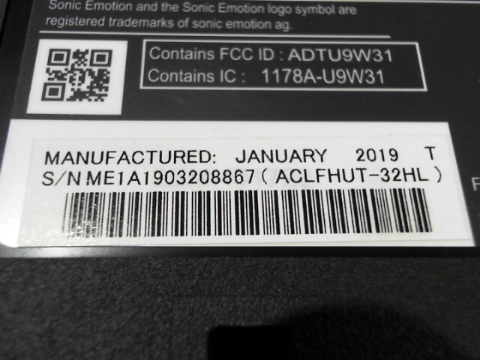 Sonic Emotion and the Sonic Emotion logo symbol are
registered trademarks of sonic emotion ag.
Contains FCC ID : ADTU9W31
Contains IC : 1178A-U9W31
MANUFACTURED: JANUARY 2019 T
S/N ME1A1903208867 ( ACLFHUT-32HL )
F